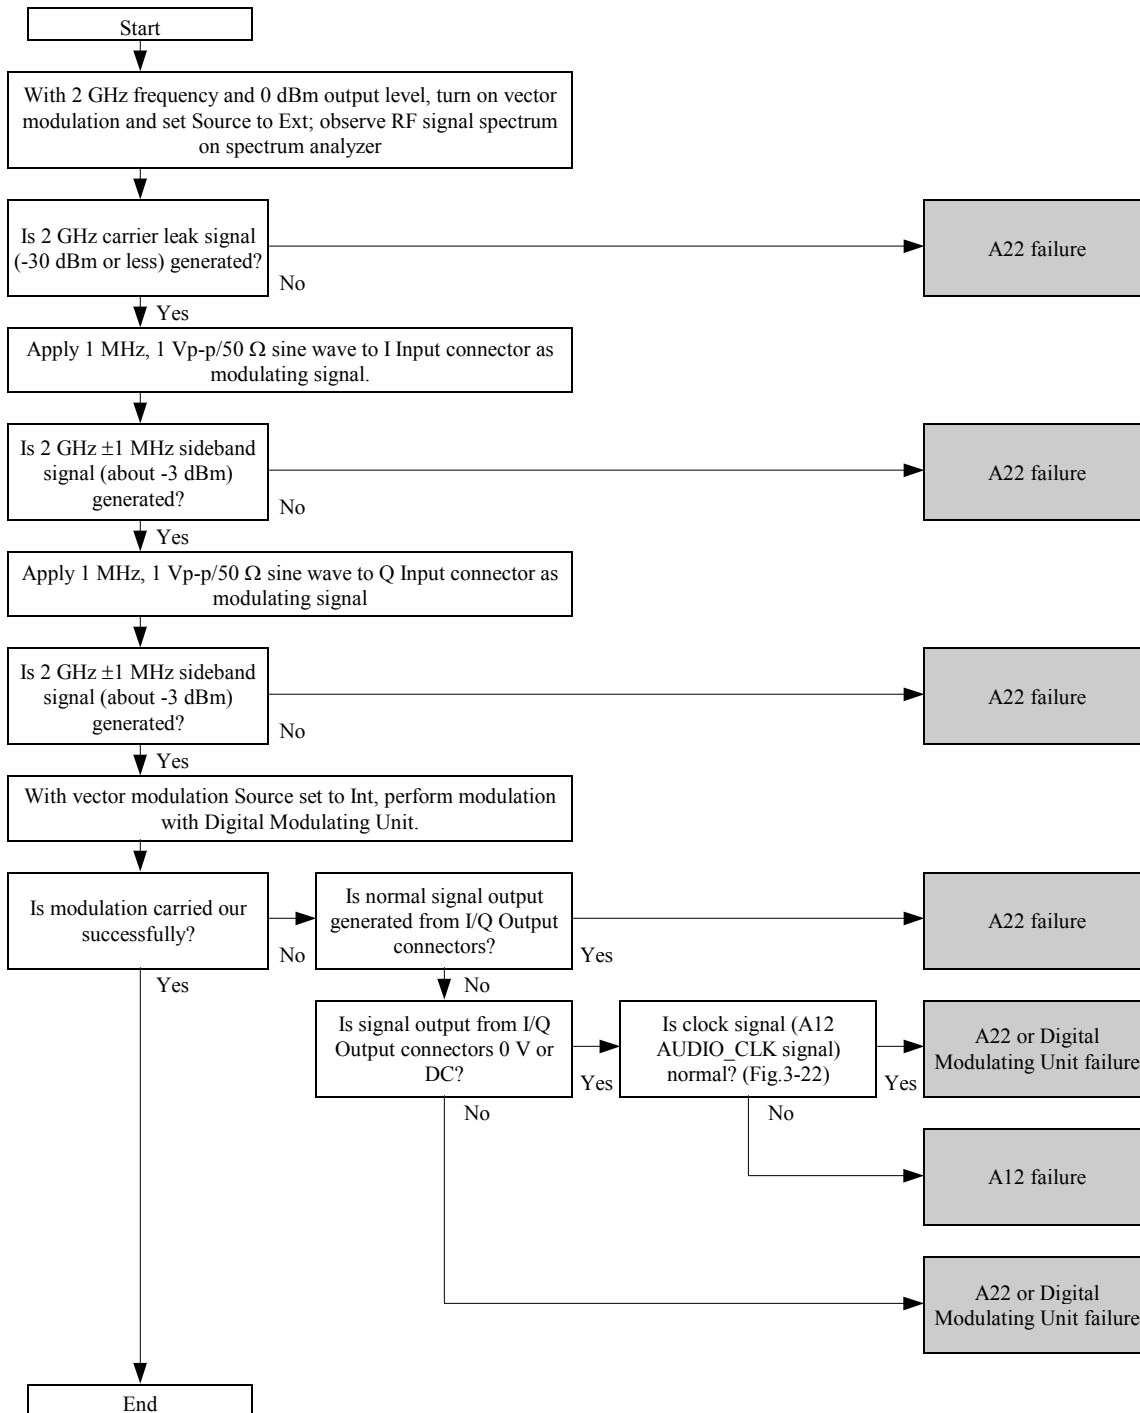 Start
With 2 GHz frequency and 0 dBm output level, turn on vector
modulation and set Source to Ext; observe RF signal spectrum
on spectrum analyzer
Is 2 GHz carrier leak signal
(-30 dBm or less) generated?
A22 failure
No
Yes
Apply 1 MHz, 1 Vp-p/50 Ω sine wave to I Input connector as
modulating signal.
Is 2 GHz ±1 MHz sideband
signal (about -3 dBm)
generated?
A22 failure
No
Yes
Apply 1 MHz, 1 Vp-p/50 Ω sine wave to Q Input connector as
modulating signal
Is 2 GHz ±1 MHz sideband
signal (about -3 dBm)
generated?
A22 failure
No
Yes
With vector modulation Source set to Int, perform modulation
with Digital Modulating Unit.
Is modulation carried our
successfully?
No
Yes
Is normal signal output
generated from I/Q Output
connectors?
Yes
No
A22 failure
Is signal output from I/Q
Output connectors 0 V or
DC?
Yes
No
Is clock signal (A12
AUDIO_CLK signal)
normal? (Fig.3-22)
Yes
No
A22 or Digital
Modulating Unit failure
A12 failure
A22 or Digital
Modulating Unit failure
End